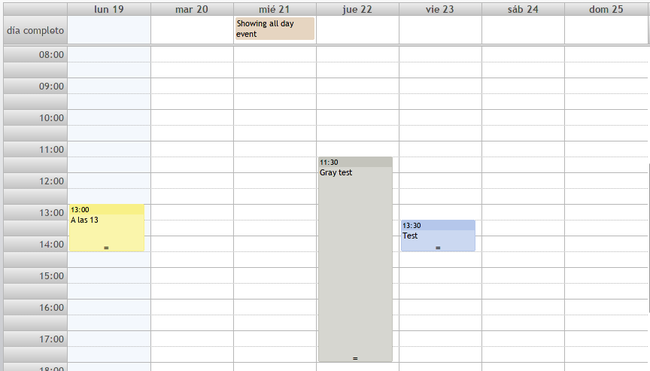 lun 19 mar 20 mié 21 jue 22 vie 23 sáb 24 dom 25
día completo
Showing all day
event
08:00
09:00
10:00
11:00
11:30
Gray test
12:00
13:00
13:00
A las 13
13:30
Test
14:00
15:00
16:00
17:00
18:00